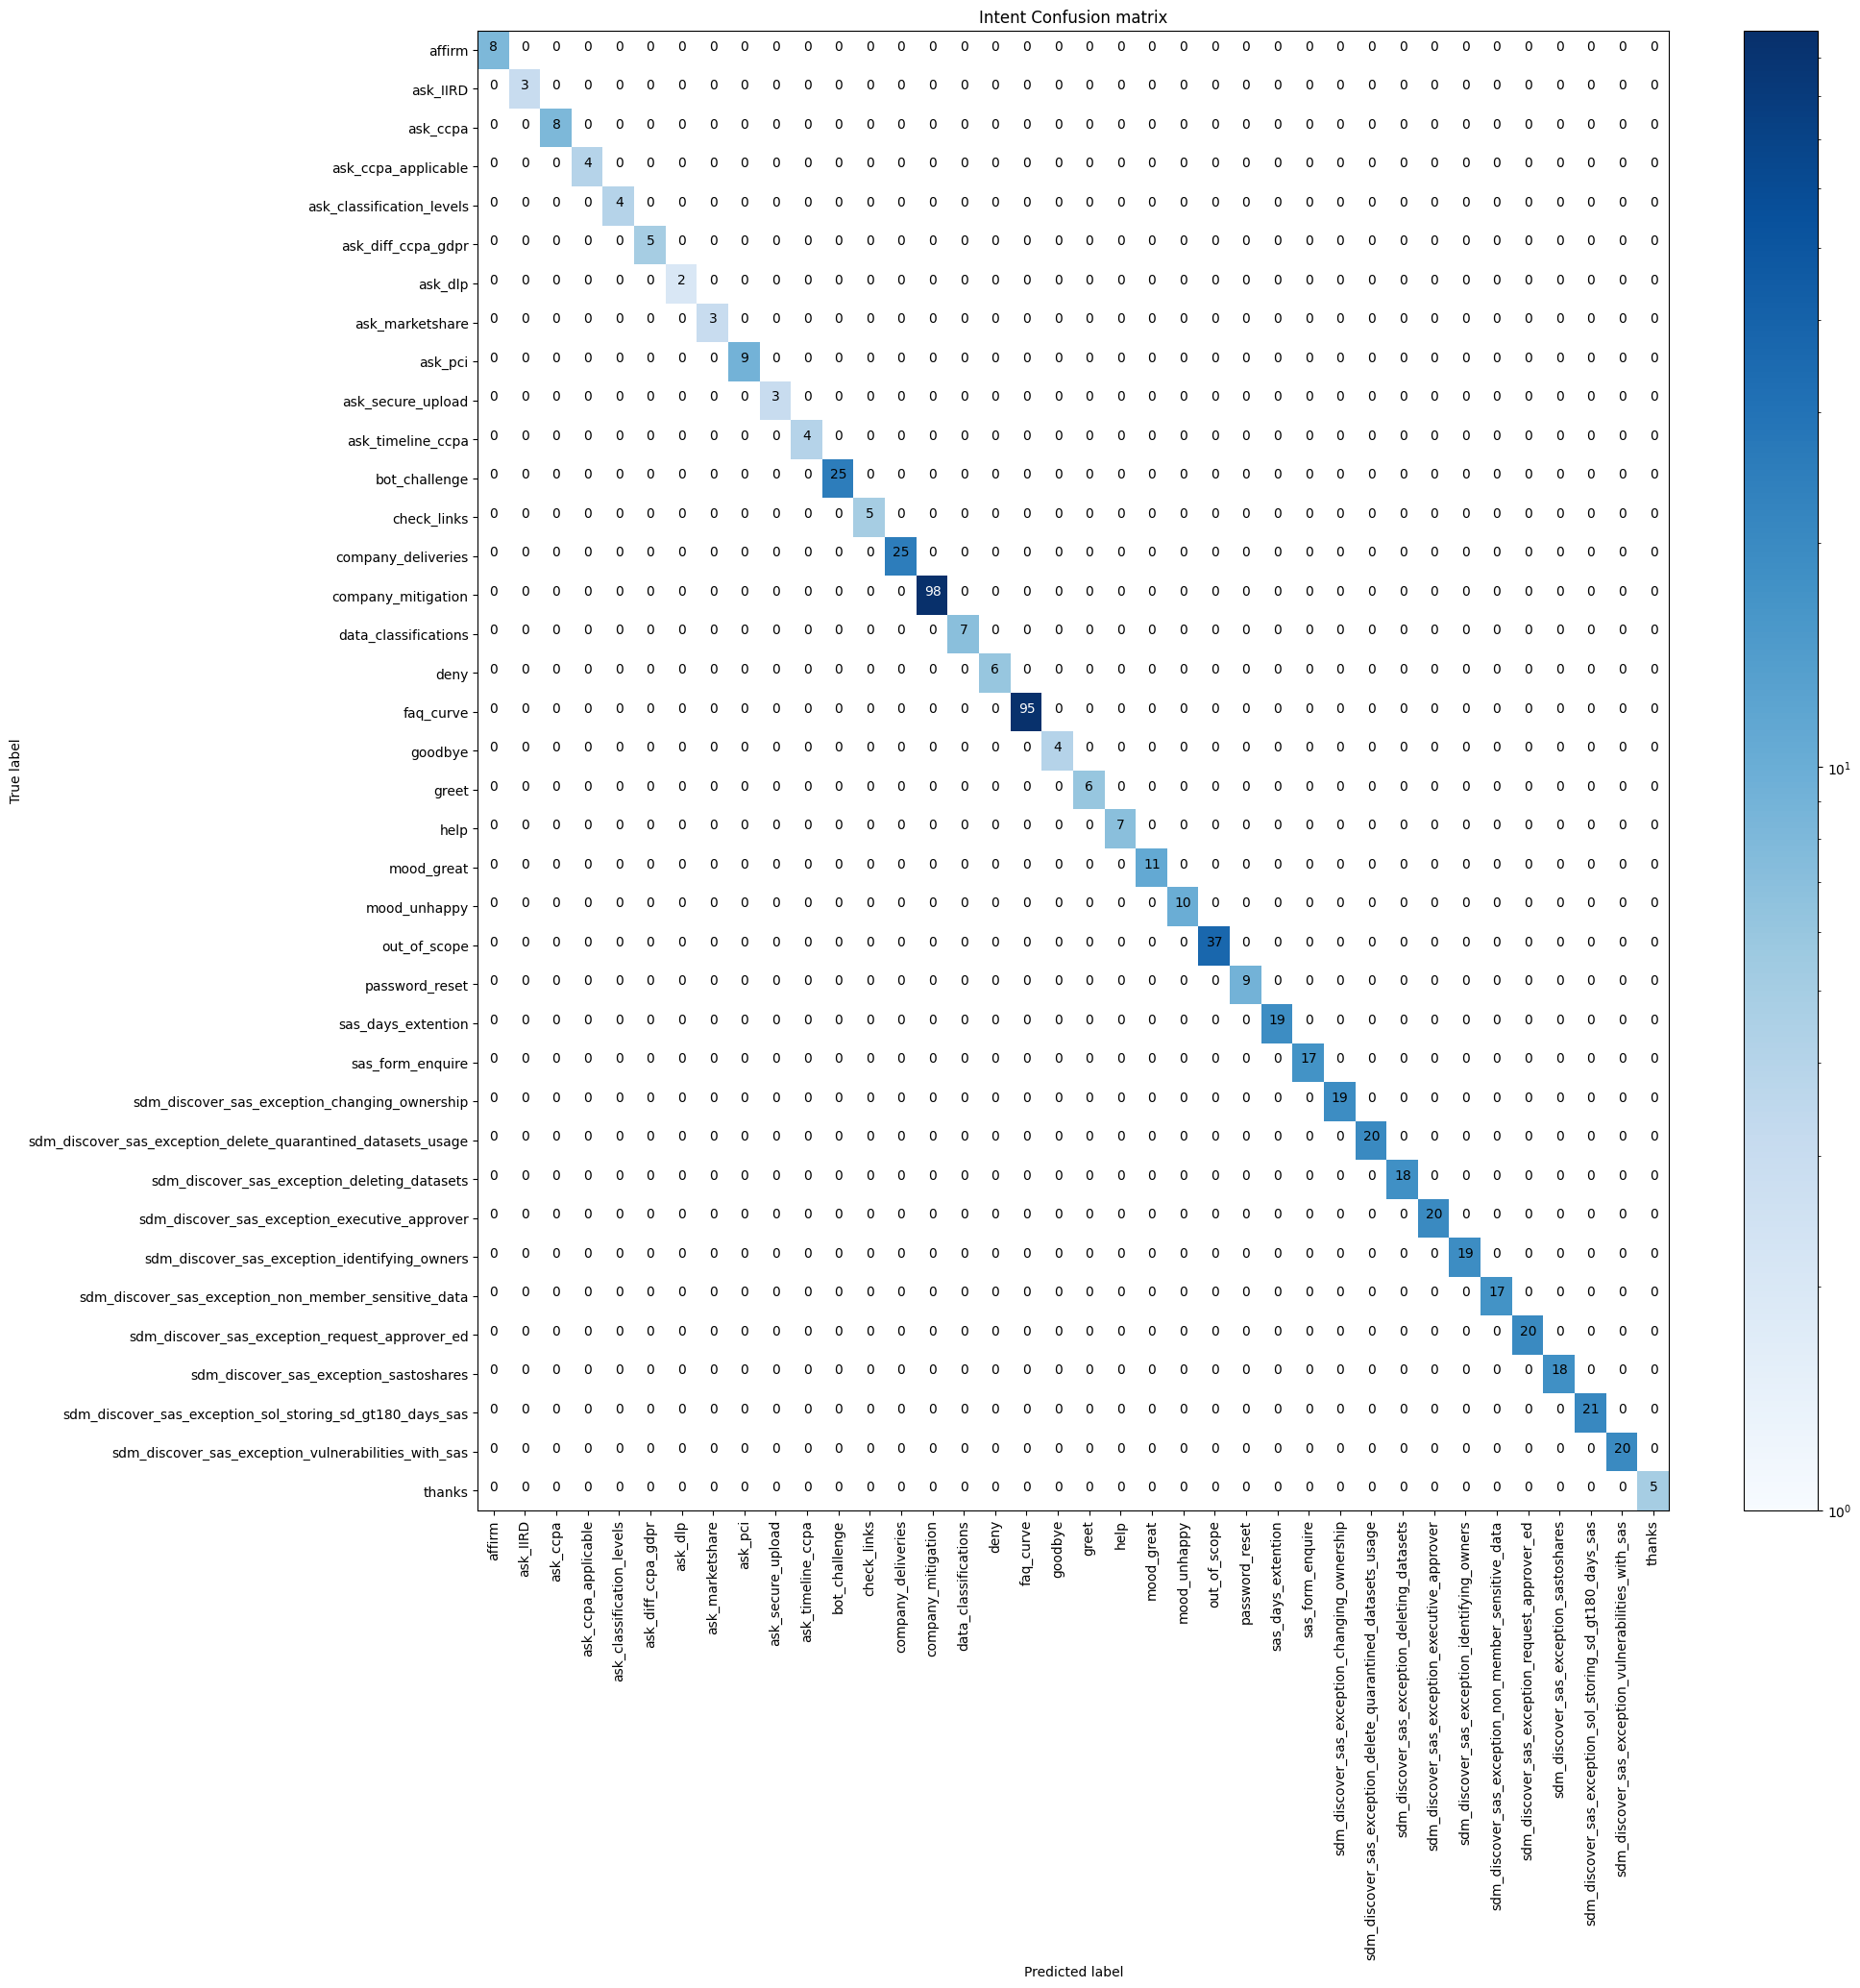 Intent Confusion matrix
affirm 8 0 0 0 0 0 0 0 0 0 0 0 0 0 0 0 0 0 0 0 0 0 0 0 0 0 0 0 0 0 0 0 0 0 0 0 0 0
ask_IIRD 0 3 0 0 0 0 0 0 0 0 0 0 0 0 0 0 0 0 0 0 0 0 0 0 0 0 0 0 0 0 0 0 0 0 0 0 0 0
ask_ccpa 0 0 8 0 0 0 0 0 0 0 0 0 0 0 0 0 0 0 0 0 0 0 0 0 0 0 0 0 0 0 0 0 0 0 0 0 0 0
ask_ccpa_applicable 0 0 0 4 0 0 0 0 0 0 0 0 0 0 0 0 0 0 0 0 0 0 0 0 0 0 0 0 0 0 0 0 0 0 0 0 0 0
ask_classification_levels 0 0 0 0 4 0 0 0 0 0 0 0 0 0 0 0 0 0 0 0 0 0 0 0 0 0 0 0 0 0 0 0 0 0 0 0 0 0
ask_diff_ccpa_gdpr 0 0 0 0 0 5 0 0 0 0 0 0 0 0 0 0 0 0 0 0 0 0 0 0 0 0 0 0 0 0 0 0 0 0 0 0 0 0
ask_dlp 0 0 0 0 0 0 2 0 0 0 0 0 0 0 0 0 0 0 0 0 0 0 0 0 0 0 0 0 0 0 0 0 0 0 0 0 0 0
ask_marketshare 0 0 0 0 0 0 0 3 0 0 0 0 0 0 0 0 0 0 0 0 0 0 0 0 0 0 0 0 0 0 0 0 0 0 0 0 0 0
ask_pci 0 0 0 0 0 0 0 0 9 0 0 0 0 0 0 0 0 0 0 0 0 0 0 0 0 0 0 0 0 0 0 0 0 0 0 0 0 0
ask_secure_upload 0 0 0 0 0 0 0 0 0 3 0 0 0 0 0 0 0 0 0 0 0 0 0 0 0 0 0 0 0 0 0 0 0 0 0 0 0 0
ask_timeline_ccpa 0 0 0 0 0 0 0 0 0 0 4 0 0 0 0 0 0 0 0 0 0 0 0 0 0 0 0 0 0 0 0 0 0 0 0 0 0 0
bot_challenge 0 0 0 0 0 0 0 0 0 0 0 25 0 0 0 0 0 0 0 0 0 0 0 0 0 0 0 0 0 0 0 0 0 0 0 0 0 0
check_links 0 0 0 0 0 0 0 0 0 0 0 0 5 0 0 0 0 0 0 0 0 0 0 0 0 0 0 0 0 0 0 0 0 0 0 0 0 0
company_deliveries 0 0 0 0 0 0 0 0 0 0 0 0 0 25 0 0 0 0 0 0 0 0 0 0 0 0 0 0 0 0 0 0 0 0 0 0 0 0
company_mitigation 0 0 0 0 0 0 0 0 0 0 0 0 0 0 98 0 0 0 0 0 0 0 0 0 0 0 0 0 0 0 0 0 0 0 0 0 0 0
data_classifications 0 0 0 0 0 0 0 0 0 0 0 0 0 0 0 7 0 0 0 0 0 0 0 0 0 0 0 0 0 0 0 0 0 0 0 0 0 0
deny 0 0 0 0 0 0 0 0 0 0 0 0 0 0 0 0 6 0 0 0 0 0 0 0 0 0 0 0 0 0 0 0 0 0 0 0 0 0
faq_curve 0 0 0 0 0 0 0 0 0 0 0 0 0 0 0 0 0 95 0 0 0 0 0 0 0 0 0 0 0 0 0 0 0 0 0 0 0 0
goodbye 0 0 0 0 0 0 0 0 0 0 0 0 0 0 0 0 0 0 4 0 0 0 0 0 0 0 0 0 0 0 0 0 0 0 0 0 0 0
greet 0 0 0 0 0 0 0 0 0 0 0 0 0 0 0 0 0 0 0 6 0 0 0 0 0 0 0 0 0 0 0 0 0 0 0 0 0 0
help 0 0 0 0 0 0 0 0 0 0 0 0 0 0 0 0 0 0 0 0 7 0 0 0 0 0 0 0 0 0 0 0 0 0 0 0 0 0
mood_great 0 0 0 0 0 0 0 0 0 0 0 0 0 0 0 0 0 0 0 0 0 11 0 0 0 0 0 0 0 0 0 0 0 0 0 0 0 0
mood_unhappy 0 0 0 0 0 0 0 0 0 0 0 0 0 0 0 0 0 0 0 0 0 0 10 0 0 0 0 0 0 0 0 0 0 0 0 0 0 0
out_of_scope 0 0 0 0 0 0 0 0 0 0 0 0 0 0 0 0 0 0 0 0 0 0 0 37 0 0 0 0 0 0 0 0 0 0 0 0 0 0
password_reset 0 0 0 0 0 0 0 0 0 0 0 0 0 0 0 0 0 0 0 0 0 0 0 0 9 0 0 0 0 0 0 0 0 0 0 0 0 0
sas_days_extention 0 0 0 0 0 0 0 0 0 0 0 0 0 0 0 0 0 0 0 0 0 0 0 0 0 19 0 0 0 0 0 0 0 0 0 0 0 0
sas_form_enquire 0 0 0 0 0 0 0 0 0 0 0 0 0 0 0 0 0 0 0 0 0 0 0 0 0 0 17 0 0 0 0 0 0 0 0 0 0 0
sdm_discover_sas_exception_changing_ownership 0 0 0 0 0 0 0 0 0 0 0 0 0 0 0 0 0 0 0 0 0 0 0 0 0 0 0 19 0 0 0 0 0 0 0 0 0 0
sdm_discover_sas_exception_delete_quarantined_datasets_usage 0 0 0 0 0 0 0 0 0 0 0 0 0 0 0 0 0 0 0 0 0 0 0 0 0 0 0 0 20 0 0 0 0 0 0 0 0 0
sdm_discover_sas_exception_deleting_datasets 0 0 0 0 0 0 0 0 0 0 0 0 0 0 0 0 0 0 0 0 0 0 0 0 0 0 0 0 0 18 0 0 0 0 0 0 0 0
sdm_discover_sas_exception_executive_approver 0 0 0 0 0 0 0 0 0 0 0 0 0 0 0 0 0 0 0 0 0 0 0 0 0 0 0 0 0 0 20 0 0 0 0 0 0 0
sdm_discover_sas_exception_identifying_owners 0 0 0 0 0 0 0 0 0 0 0 0 0 0 0 0 0 0 0 0 0 0 0 0 0 0 0 0 0 0 0 19 0 0 0 0 0 0
sdm_discover_sas_exception_non_member_sensitive_data 0 0 0 0 0 0 0 0 0 0 0 0 0 0 0 0 0 0 0 0 0 0 0 0 0 0 0 0 0 0 0 0 17 0 0 0 0 0
sdm_discover_sas_exception_request_approver_ed 0 0 0 0 0 0 0 0 0 0 0 0 0 0 0 0 0 0 0 0 0 0 0 0 0 0 0 0 0 0 0 0 0 20 0 0 0 0
sdm_discover_sas_exception_sastoshares 0 0 0 0 0 0 0 0 0 0 0 0 0 0 0 0 0 0 0 0 0 0 0 0 0 0 0 0 0 0 0 0 0 0 18 0 0 0
sdm_discover_sas_exception_sol_storing_sd_gt180_days_sas 0 0 0 0 0 0 0 0 0 0 0 0 0 0 0 0 0 0 0 0 0 0 0 0 0 0 0 0 0 0 0 0 0 0 0 21 0 0
sdm_discover_sas_exception_vulnerabilities_with_sas 0 0 0 0 0 0 0 0 0 0 0 0 0 0 0 0 0 0 0 0 0 0 0 0 0 0 0 0 0 0 0 0 0 0 0 0 20 0
thanks 0 0 0 0 0 0 0 0 0 0 0 0 0 0 0 0 0 0 0 0 0 0 0 0 0 0 0 0 0 0 0 0 0 0 0 0 0 5
True label
affirm
ask_IIRD
ask_ccpa
ask_ccpa_applicable
ask_classification_levels
ask_diff_ccpa_gdpr
ask_dlp
ask_marketshare
ask_pci
ask_secure_upload
ask_timeline_ccpa
bot_challenge
check_links
company_deliveries
company_mitigation
data_classifications
deny
faq_curve
goodbye
greet
help
mood_great
mood_unhappy
out_of_scope
password_reset
sas_days_extention
sas_form_enquire
sdm_discover_sas_exception_changing_ownership
sdm_discover_sas_exception_delete_quarantined_datasets_usage
sdm_discover_sas_exception_deleting_datasets
sdm_discover_sas_exception_executive_approver
sdm_discover_sas_exception_identifying_owners
sdm_discover_sas_exception_non_member_sensitive_data
sdm_discover_sas_exception_request_approver_ed
sdm_discover_sas_exception_sastoshares
sdm_discover_sas_exception_sol_storing_sd_gt180_days_sas
sdm_discover_sas_exception_vulnerabilities_with_sas
thanks
Predicted label
10¹
10⁰